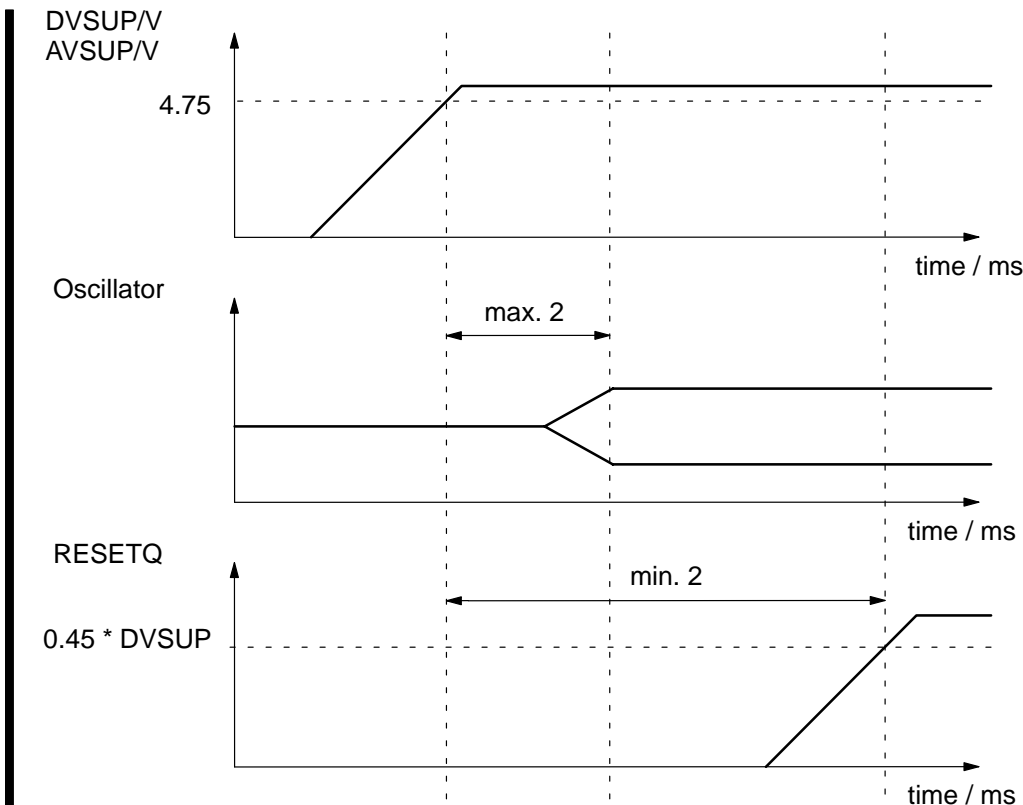 DVSUP/V
AVSUP/V
4.75
time / ms
Oscillator
max. 2
time / ms
RESETQ
min. 2
0.45 * DVSUP
time / ms